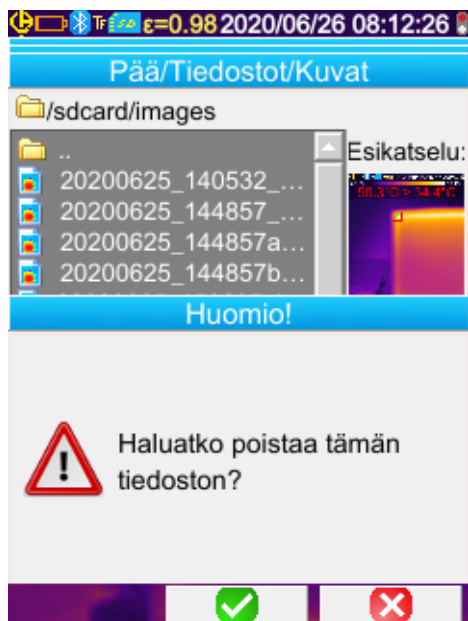 TF ε=0.98 2020/06/26 08:12:26
Pää/Tiedostot/Kuvat
/sdcard/images
..
Esikatselu:
20200625_140532_...
20200625_144857_...
20200625_144857a...
20200625_144857b...
Huomio!
Haluatko poistaa tämän
tiedoston?